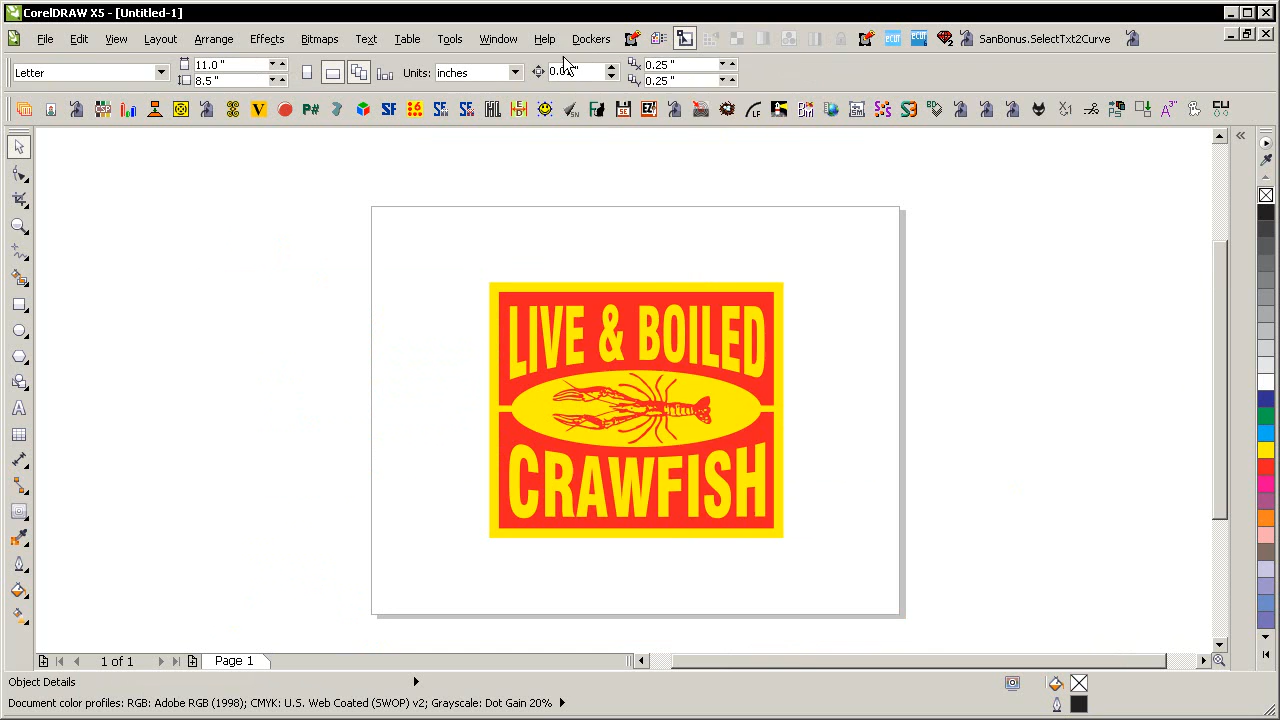 CorelDRAW X5 - [Untitled-1]
File Edit View Layout Arrange Effects Bitmaps Text Table Tools Window Help Dockers SanBonus.SelectTxt2Curve
Letter 11.0 " 8.5 " Units: inches 0.25 " 0.25 "
LIVE & BOILED
CRAWFISH
1 of 1 Page 1
Object Details
Document color profiles: RGB: Adobe RGB (1998); CMYK: U.S. Web Coated (SWOP) v2; Grayscale: Dot Gain 20%